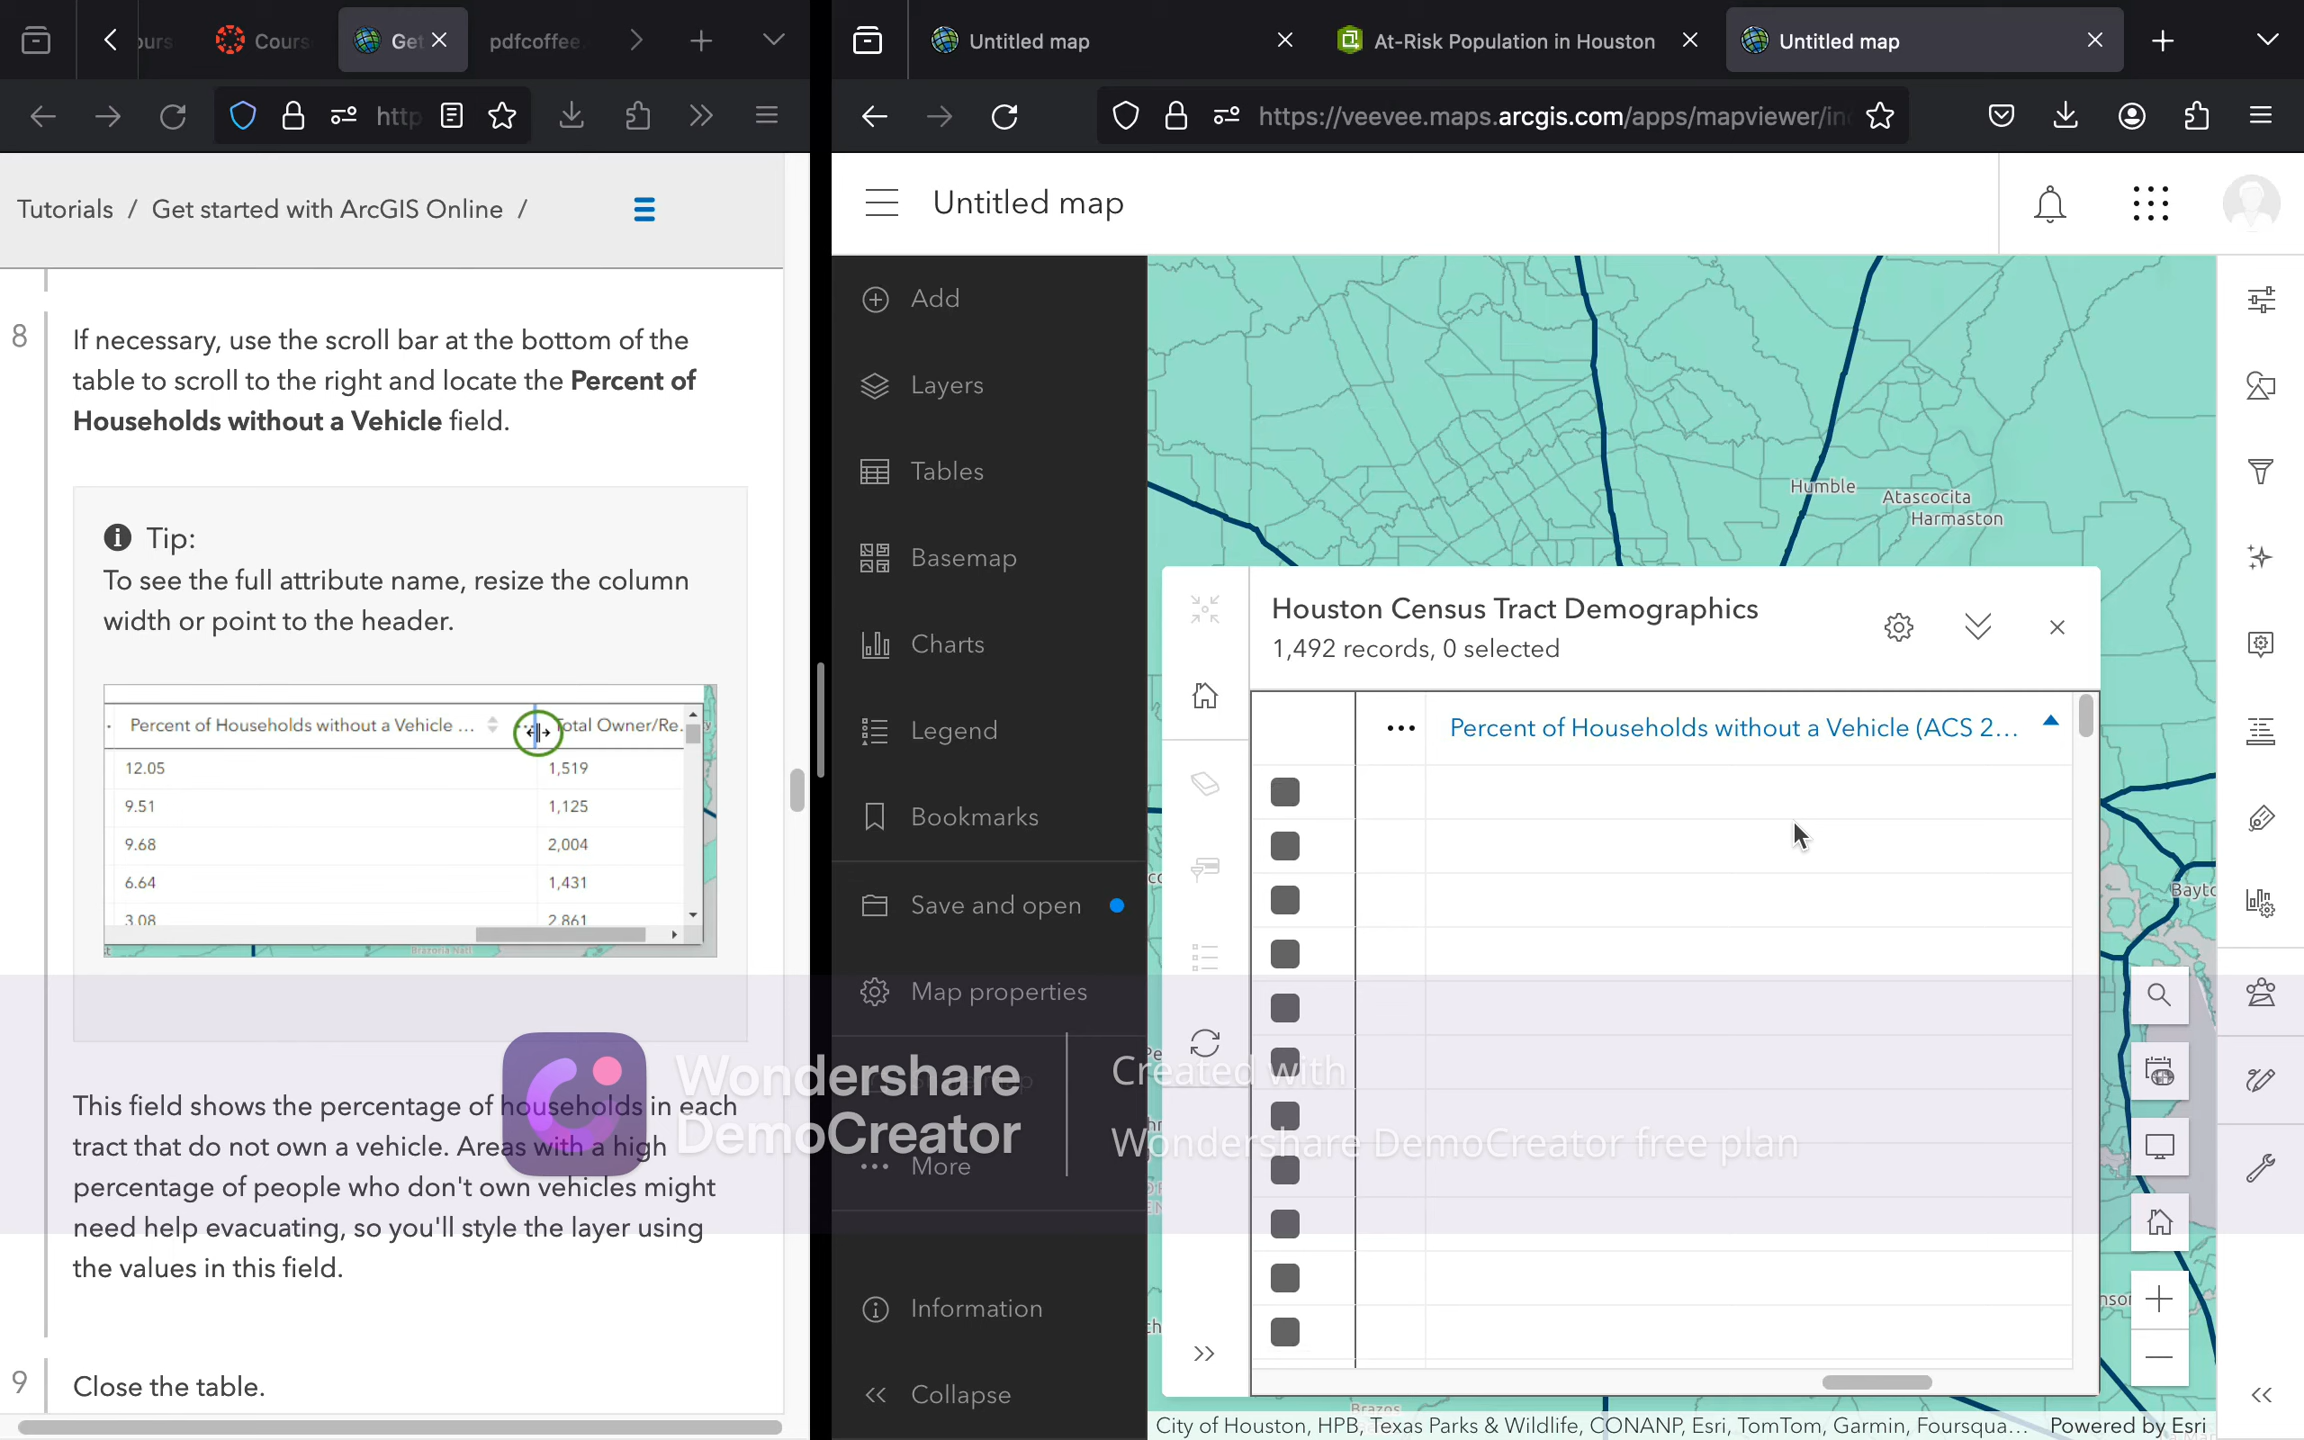 ours
Cours
Get
pdfcoffee
Untitled map
At-Risk Population in Houston
Untitled map
http
https://veevee.maps.arcgis.com/apps/mapviewer/in
Tutorials / Get started with ArcGIS Online /
8
If necessary, use the scroll bar at the bottom of the
table to scroll to the right and locate the Percent of
Households without a Vehicle field.
Tip:
To see the full attribute name, resize the column
width or point to the header.
Percent of Households without a Vehicle ...
Total Owner/Re.
12.05 1,519
9.51 1,125
9.68 2,004
6.64 1,431
3.08 2,861
Brazoria Natl
This field shows the percentage of households in each
tract that do not own a vehicle. Areas with a high
percentage of people who don't own vehicles might
need help evacuating, so you'll style the layer using
the values in this field.
9
Close the table.
Untitled map
Add
Layers
Tables
Basemap
Charts
Legend
Bookmarks
Save and open
Map properties
More
Information
Collapse
Humble
Atascocita
Harmaston
Houston Census Tract Demographics
1,492 records, 0 selected
Percent of Households without a Vehicle (ACS 2...
Bayto
Brazos
City of Houston, HPB, Texas Parks & Wildlife, CONANP, Esri, TomTom, Garmin, Foursqua...
Powered by Esri
Wondershare
DemoCreator
Created with
Wondershare DemoCreator free plan